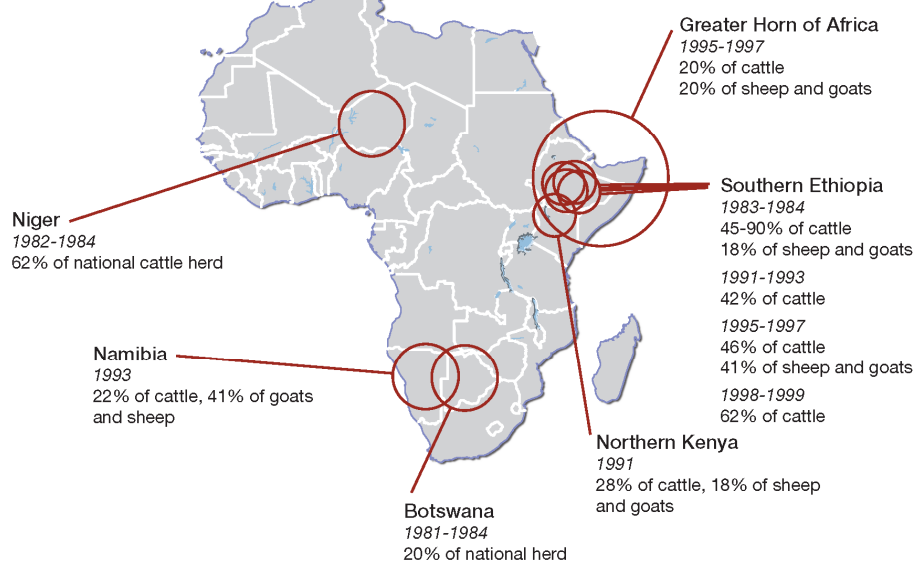 Greater Horn of Africa
1995-1997
20% of cattle
20% of sheep and goats
Southern Ethiopia
1983-1984
45-90% of cattle
18% of sheep and goats
1991-1993
42% of cattle
1995-1997
46% of cattle
41% of sheep and goats
1998-1999
62% of cattle
Niger
1982-1984
62% of national cattle herd
Namibia
1993
22% of cattle, 41% of goats
and sheep
Northern Kenya
1991
28% of cattle, 18% of sheep
and goats
Botswana
1981-1984
20% of national herd